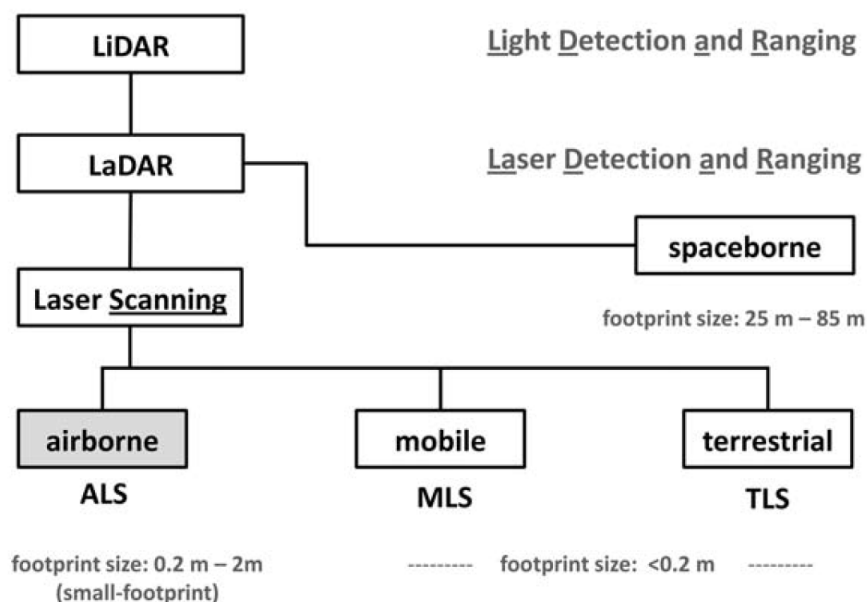 LiDAR
Light Detection and Ranging
LaDAR
Laser Detection and Ranging
spaceborne
Laser Scanning
footprint size: 25 m – 85 m
airborne
mobile
terrestrial
ALS
MLS
TLS
footprint size: 0.2 m – 2m
(small-footprint)
--------- footprint size: <0.2 m ---------